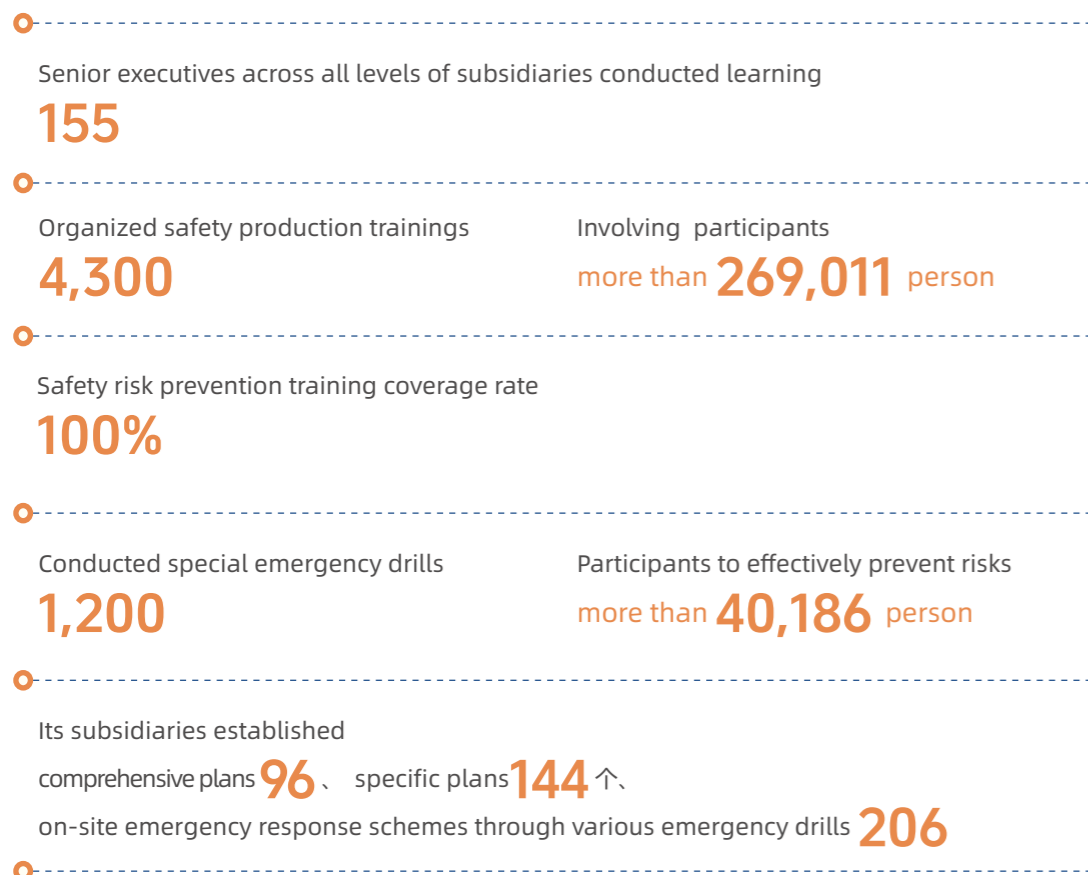 Senior executives across all levels of subsidiaries conducted learning
155
Organized safety production trainings
4,300
Involving participants
more than 269,011 person
Safety risk prevention training coverage rate
100%
Conducted special emergency drills
1,200
Participants to effectively prevent risks
more than 40,186 person
Its subsidiaries established
comprehensive plans 96 、 specific plans 144 个、
on-site emergency response schemes through various emergency drills 206